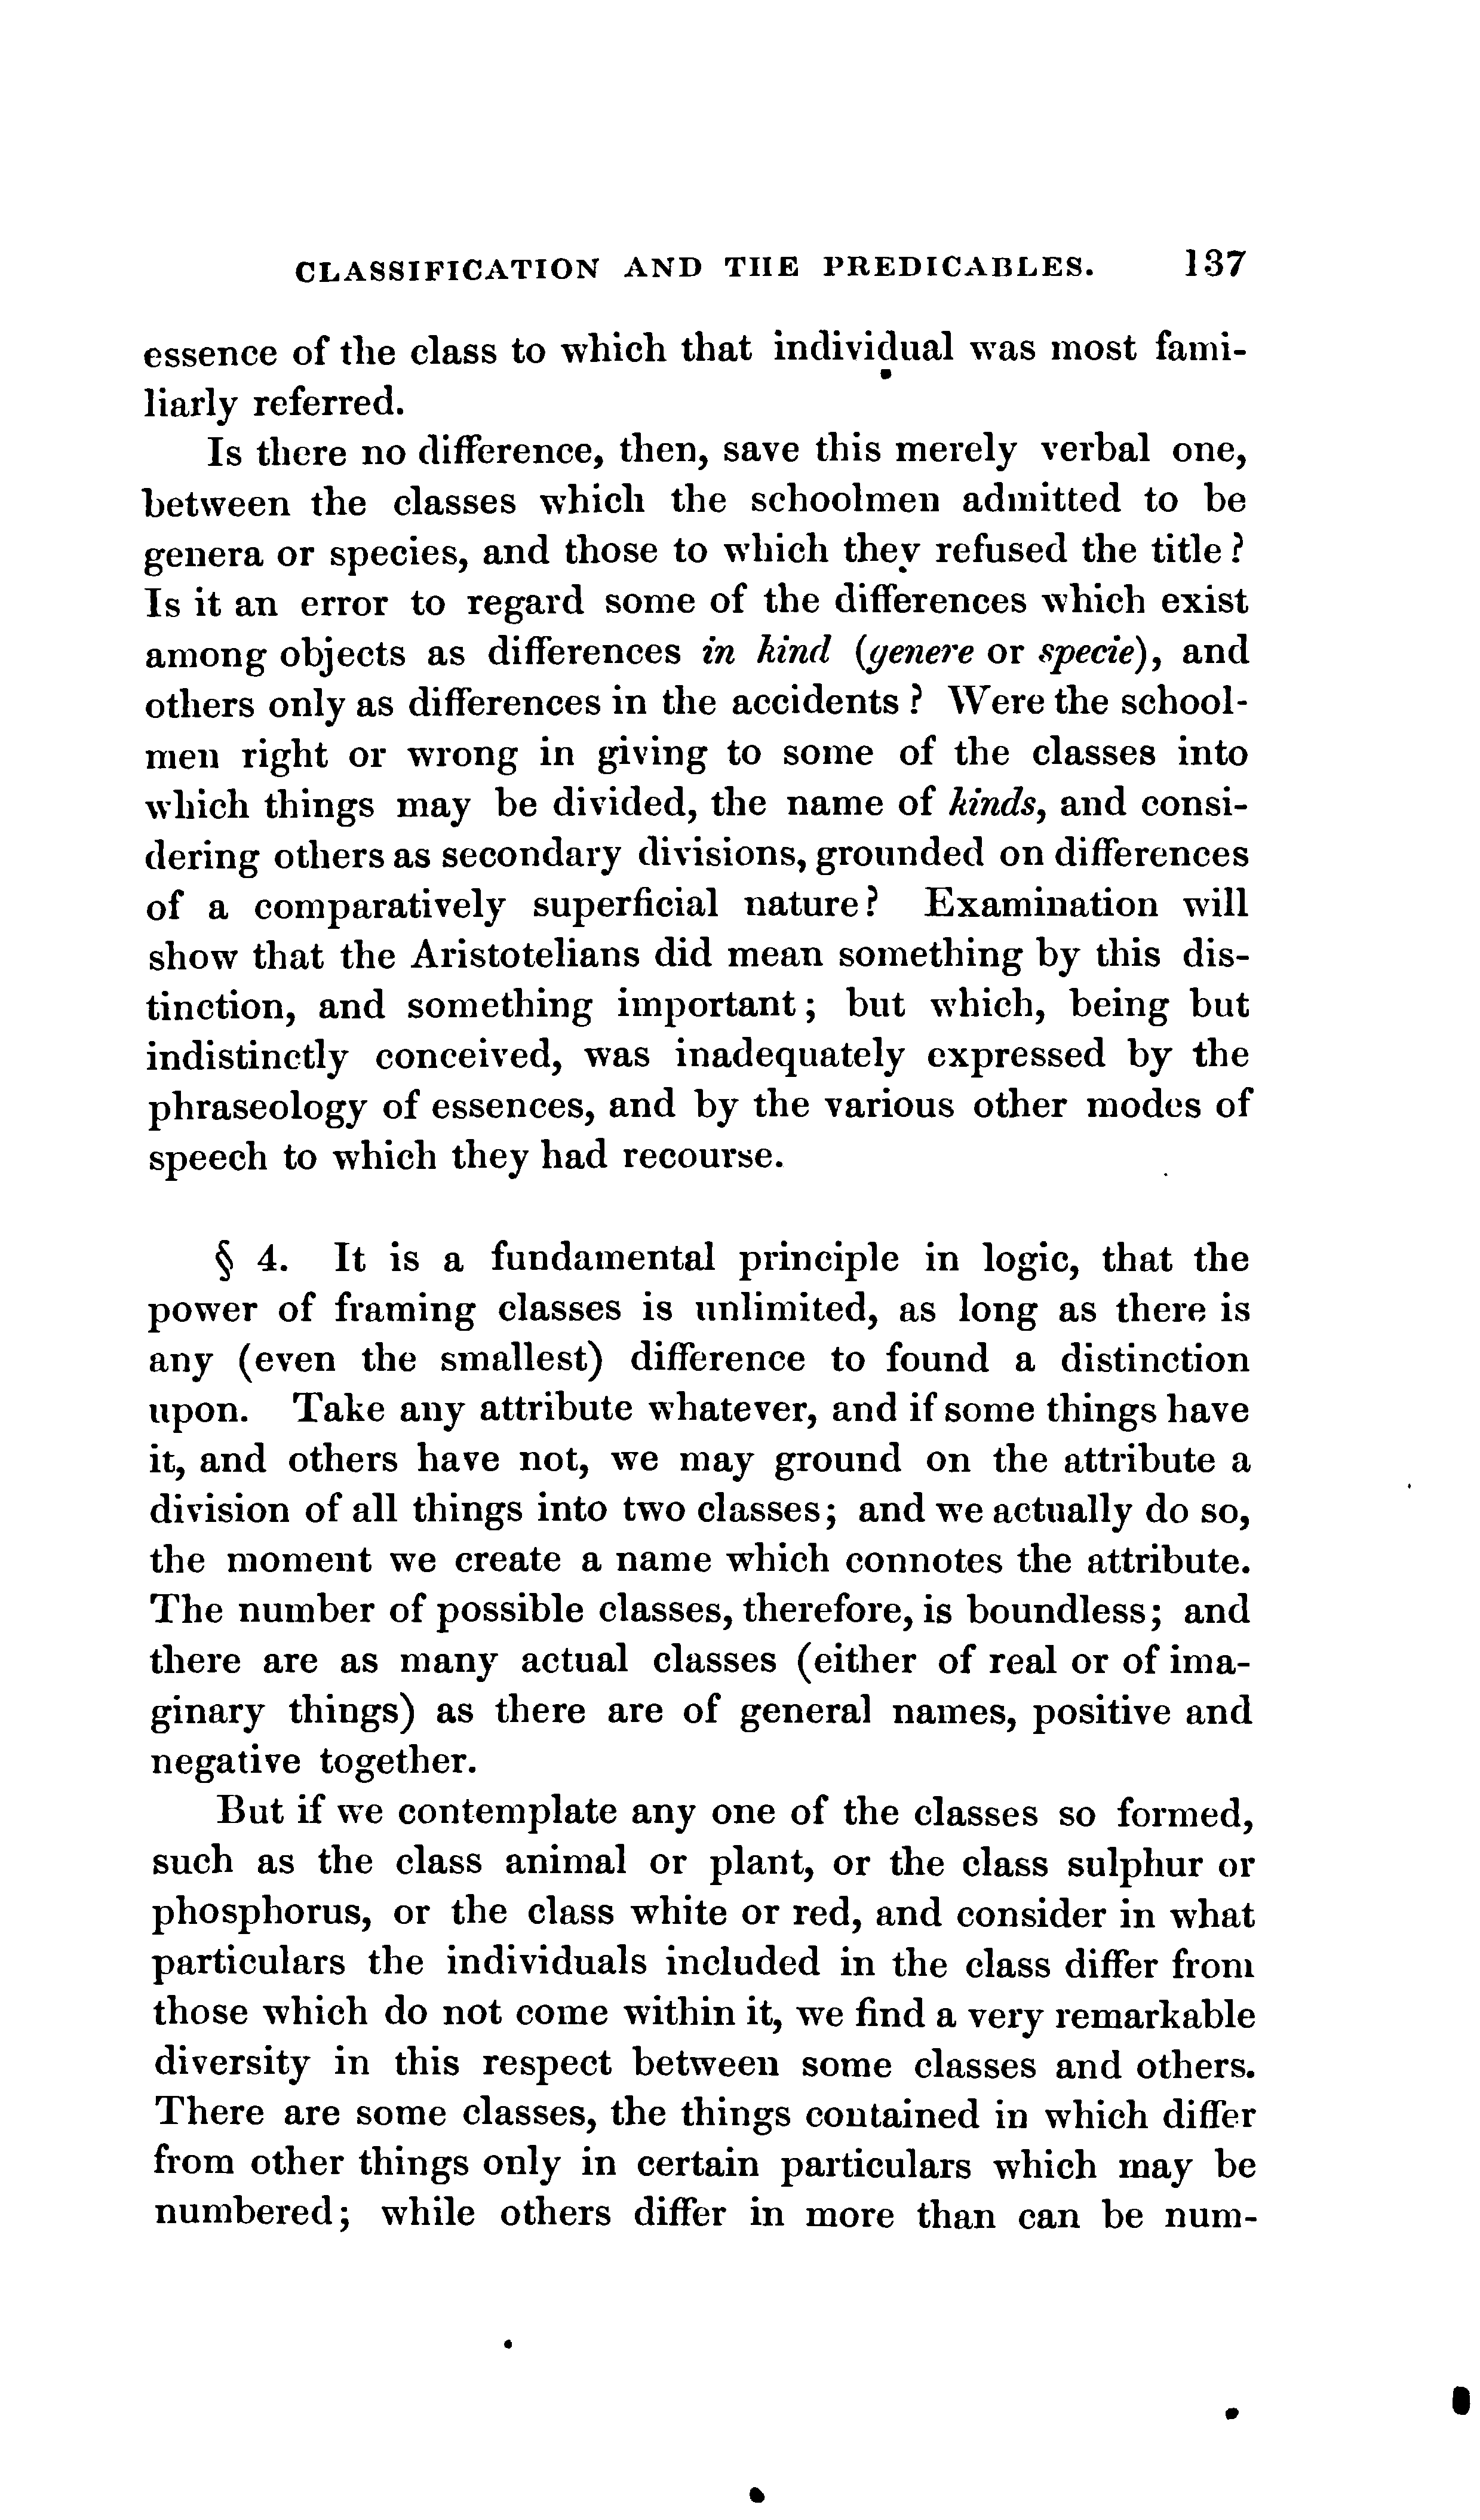 CLASSIFICATION AND THE PREDICABLES. 137
essence of the class to which that individual was most fami-
liarly referred.
Is there no difference, then, save this merely verbal one,
between the classes which the schoolmen admitted to be
genera or species, and those to which they refused the title?
Is it an error to regard some of the differences which exist
among objects as differences in kind (genere or specie), and
others only as differences in the accidents? Were the school-
men right or wrong in giving to some of the classes into
which things may be divided, the name of kinds, and consi-
dering others as secondary divisions, grounded on differences
of a comparatively superficial nature? Examination will
show that the Aristotelians did mean something by this dis-
tinction, and something important; but which, being but
indistinctly conceived, was inadequately expressed by the
phraseology of essences, and by the various other modes of
speech to which they had recourse.
§ 4. It is a fundamental principle in logic, that the
power of framing classes is unlimited, as long as there is
any (even the smallest) difference to found a distinction
upon. Take any attribute whatever, and if some things have
it, and others have not, we may ground on the attribute a
division of all things into two classes; and we actually do so,
the moment we create a name which connotes the attribute.
The number of possible classes, therefore, is boundless; and
there are as many actual classes (either of real or of ima-
ginary things) as there are of general names, positive and
negative together.
But if we contemplate any one of the classes so formed,
such as the class animal or plant, or the class sulphur or
phosphorus, or the class white or red, and consider in what
particulars the individuals included in the class differ from
those which do not come within it, we find a very remarkable
diversity in this respect between some classes and others.
There are some classes, the things contained in which differ
from other things only in certain particulars which may be
numbered; while others differ in more than can be num-